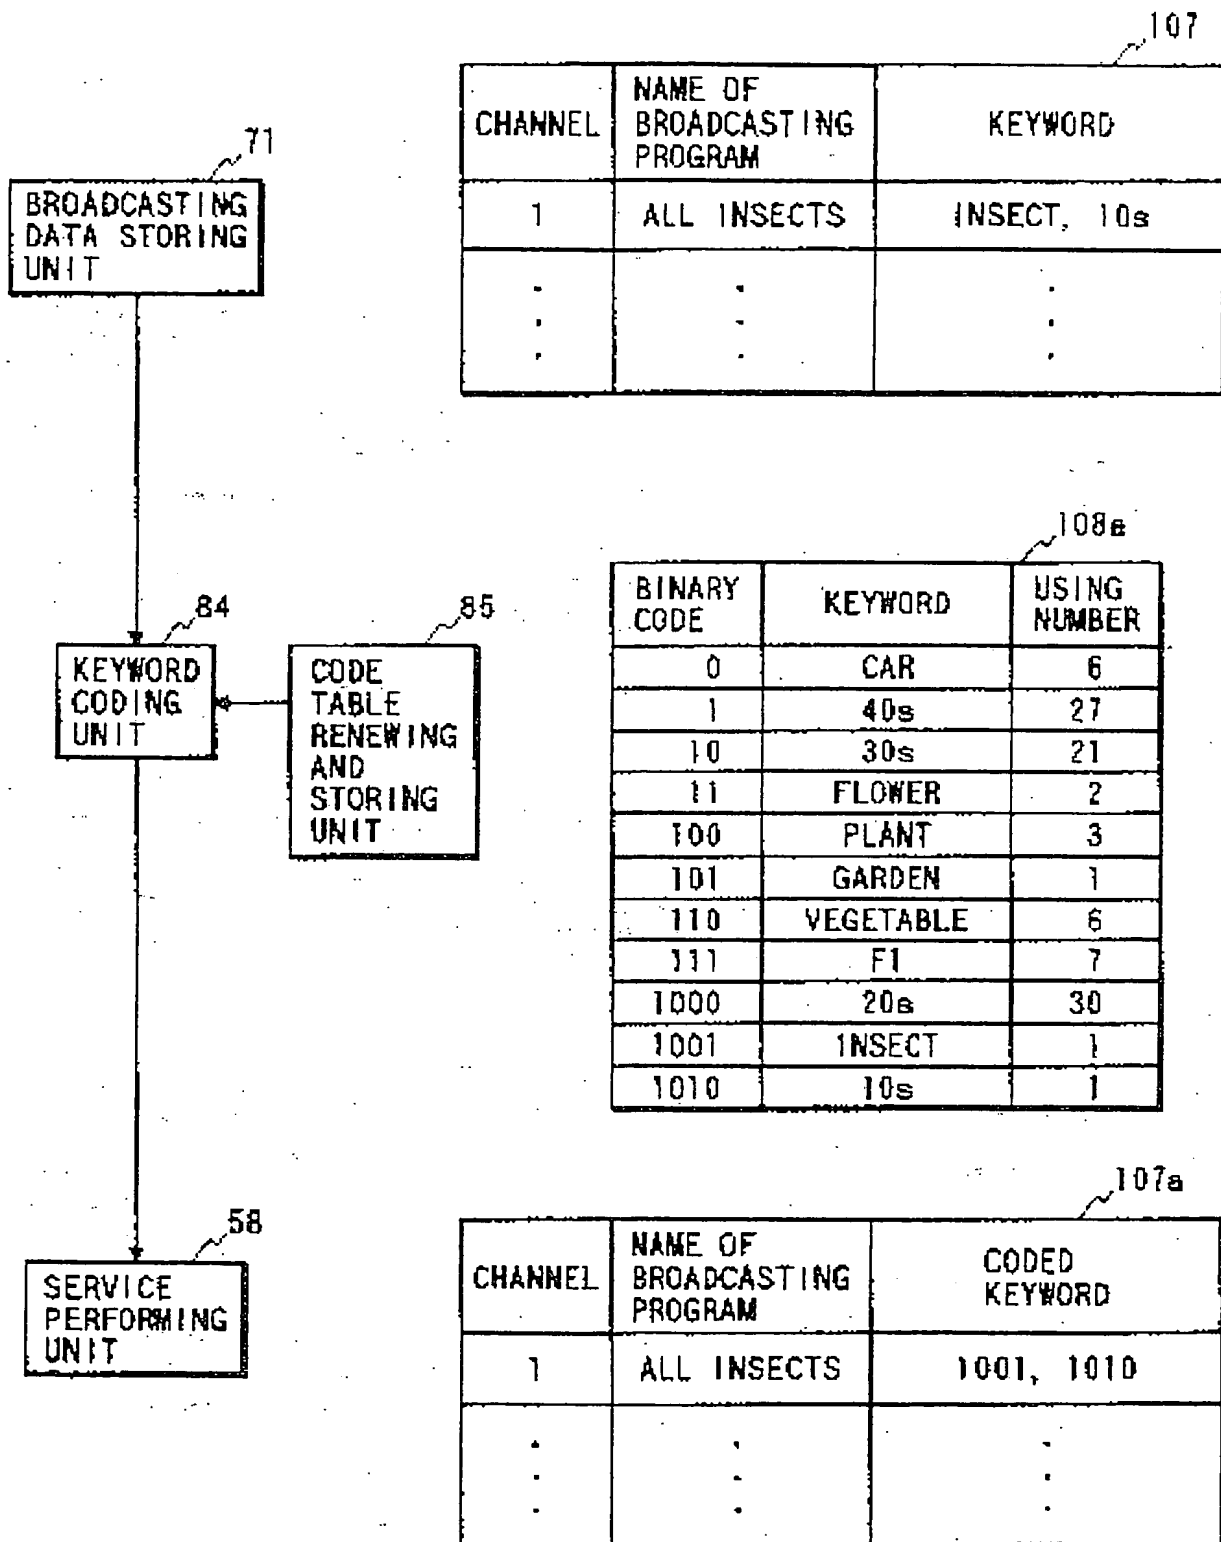 107
CHANNEL
NAME OF
BROADCASTING
PROGRAM
KEYWORD
1
ALL INSECTS
INSECT, 10s
71
BROADCASTING
DATA STORING
UNIT
84
KEYWORD
CODING
UNIT
85
CODE
TABLE
RENEWING
AND
STORING
UNIT
108a
BINARY
CODE
KEYWORD
USING
NUMBER
0 CAR 6
1 40s 27
10 30s 21
11 FLOWER 2
100 PLANT 3
101 GARDEN 1
110 VEGETABLE 6
111 F1 7
1000 20s 30
1001 INSECT 1
1010 10s 1
58
SERVICE
PERFORMING
UNIT
107a
CHANNEL
NAME OF
BROADCASTING
PROGRAM
CODED
KEYWORD
1
ALL INSECTS
1001, 1010